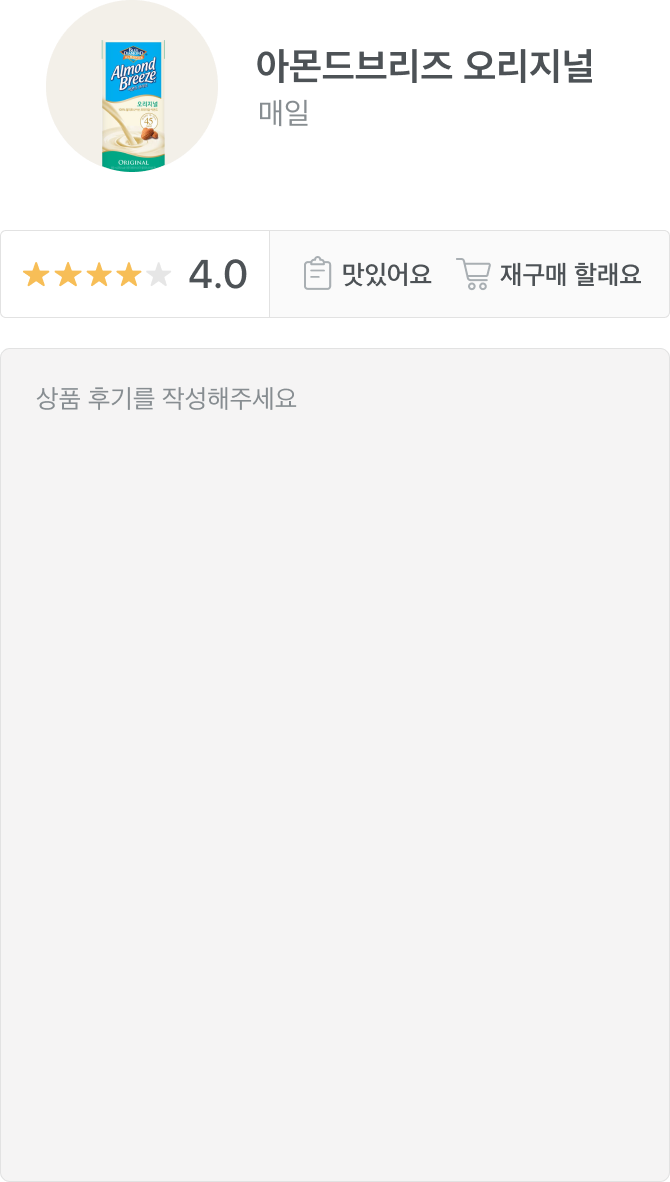 Almond
Breeze
오리지널
45
ORIGINAL
아몬드브리즈 오리지널
매일
4.0
맛있어요
재구매 할래요
상품 후기를 작성해주세요